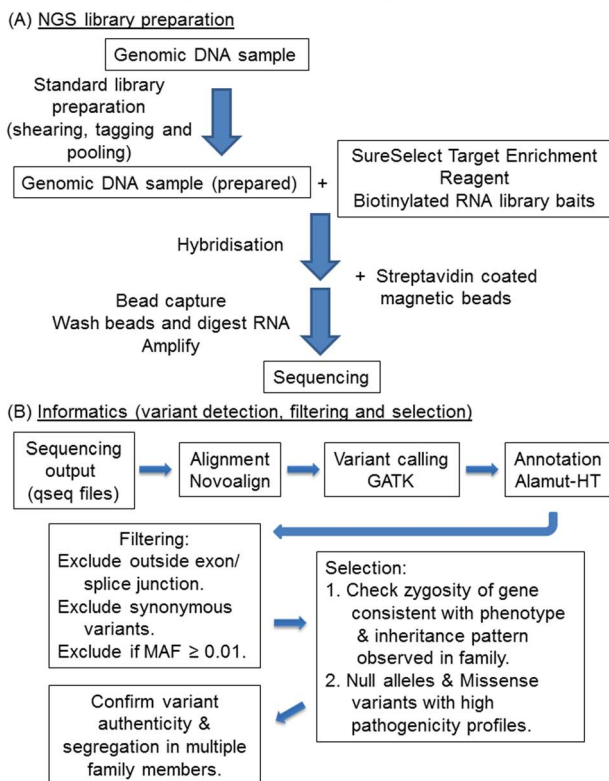 (A) NGS library preparation
Genomic DNA sample
Standard library
preparation
(shearing, tagging and
pooling)
Genomic DNA sample (prepared)
+
SureSelect Target Enrichment
Reagent
Biotinylated RNA library baits
Hybridisation
+ Streptavidin coated
magnetic beads
Bead capture
Wash beads and digest RNA
Amplify
Sequencing
(B) Informatics (variant detection, filtering and selection)
Sequencing
output
(qseq files)
Alignment
Novoalign
Variant calling
GATK
Annotation
Alamut-HT
Filtering:
Exclude outside exon/
splice junction.
Exclude synonymous
variants.
Exclude if MAF ≥ 0.01.
Selection:
1. Check zygosity of gene
consistent with phenotype
& inheritance pattern
observed in family.
2. Null alleles & Missense
variants with high
pathogenicity profiles.
Confirm variant
authenticity &
segregation in multiple
family members.